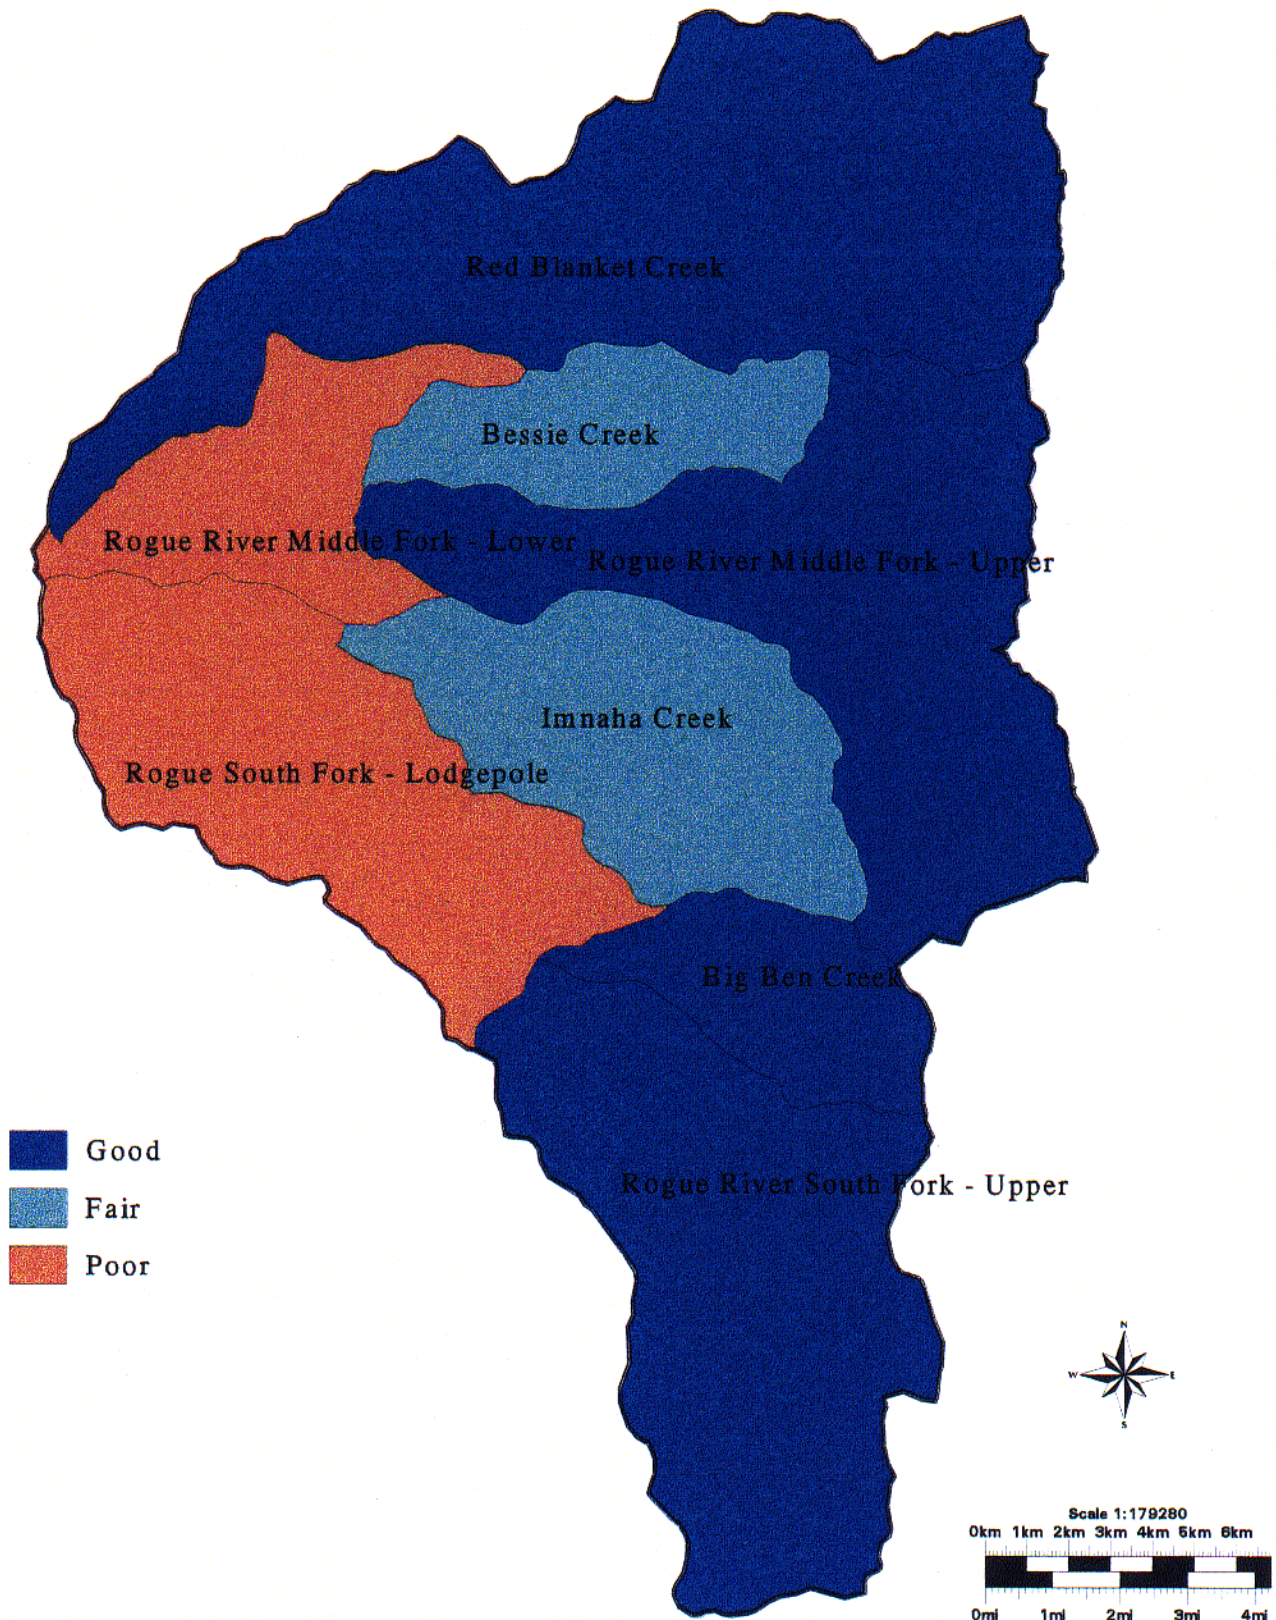 Red Blanket Creek
Bessie Creek
Rogue River Middle Fork - Lower
Rogue River Middle Fork - Upper
Imnaha Creek
Rogue South Fork - Lodgepole
Big Ben Creek
Good
Rogue River South Fork - Upper
Fair
Poor
N
W
E
S
Scale 1:179280
0km 1km 2km 3km 4km 5km 6km
0mi 1mi 2mi 3mi 4mi